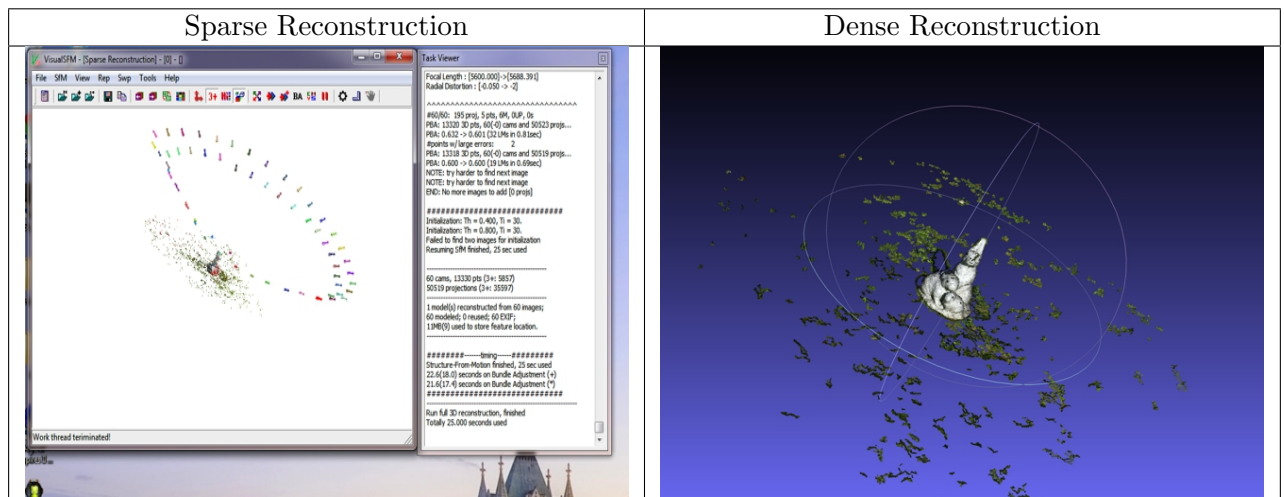 Sparse Reconstruction
Dense Reconstruction
VisualSFM - [Sparse Reconstruction] - [0] - []
File SfM View Rep Swp Tools Help
3+
BA
Work thread teriminated!
Task Viewer
Focal Length : [5600.000]->[5688.391]
Radial Distortion : [-0.050 -> -2]
^^^^^^^^^^^^^^^^^^^^^^^^^^^^^^^^
#60/60: 195 proj, 5 pts, 6M, 0UP, 0s
PBA: 13320 3D pts, 60(-0) cams and 50523 projs...
PBA: 0.632 -> 0.601 (32 LMs in 0.81sec)
#points w/ large errors: 2
PBA: 13318 3D pts, 60(-0) cams and 50519 projs...
PBA: 0.600 -> 0.600 (19 LMs in 0.69sec)
NOTE: try harder to find next image
NOTE: try harder to find next image
END: No more images to add [0 projs]
#############################
Initialization: Th = 0.400, Ti = 30.
Initialization: Th = 0.800, Ti = 30.
Failed to find two images for initialization
Resuming SfM finished, 25 sec used
----------------------------------------------------
60 cams, 13330 pts (3+: 5857)
50519 projections (3+: 35597)
----------------------------------------------------
1 model(s) reconstructed from 60 images;
60 modeled; 0 reused; 60 EXIF;
11MB(9) used to store feature location.
----------------------------------------------------
########-------timing------#########
Structure-From-Motion finished, 25 sec used
22.6(18.0) seconds on Bundle Adjustment (+)
21.6(17.4) seconds on Bundle Adjustment (*)
#############################
----------------------------------------------------
Run full 3D reconstruction, finished
Totally 25.000 seconds used